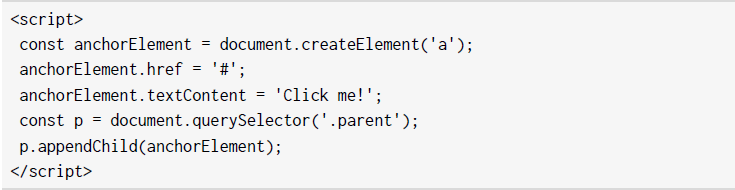 <script>
const anchorElement = document.createElement('a');
anchorElement.href = '#';
anchorElement.textContent = 'Click me!';
const p = document.querySelector('.parent');
p.appendChild(anchorElement);
</script>